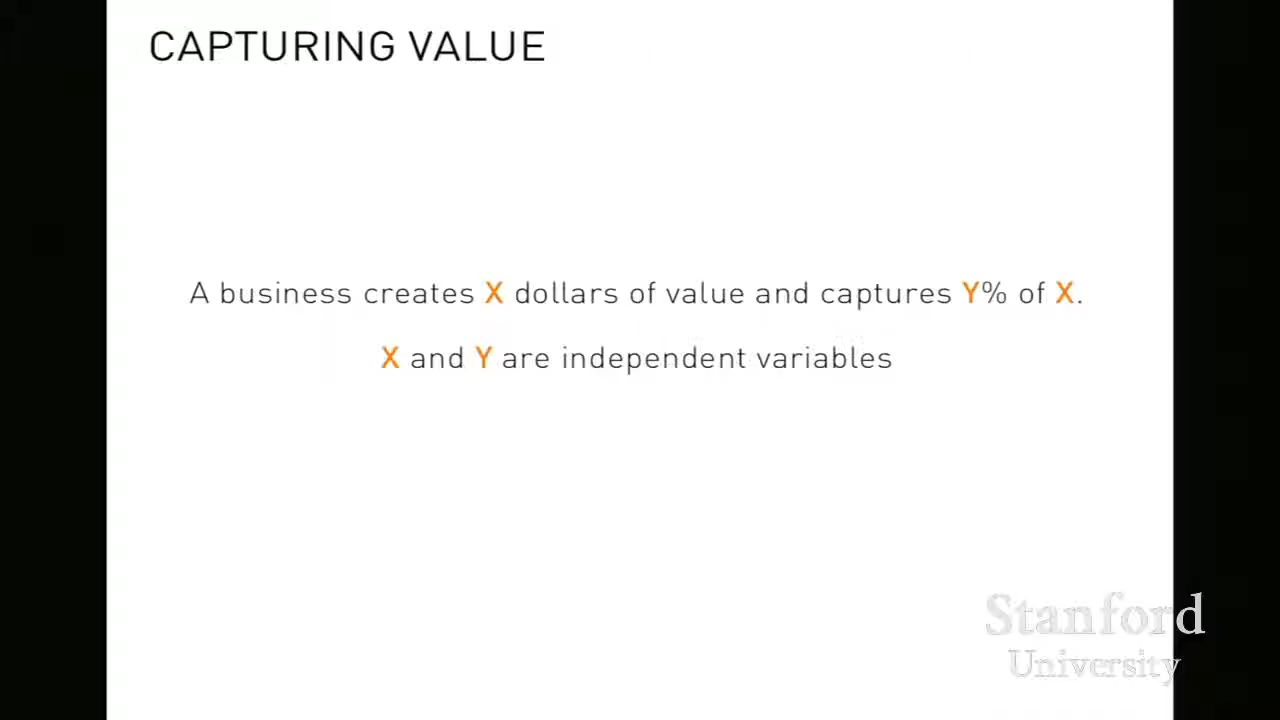 CAPTURING VALUE
A business creates X dollars of value and captures Y% of X.
X and Y are independent variables
Stanford
University